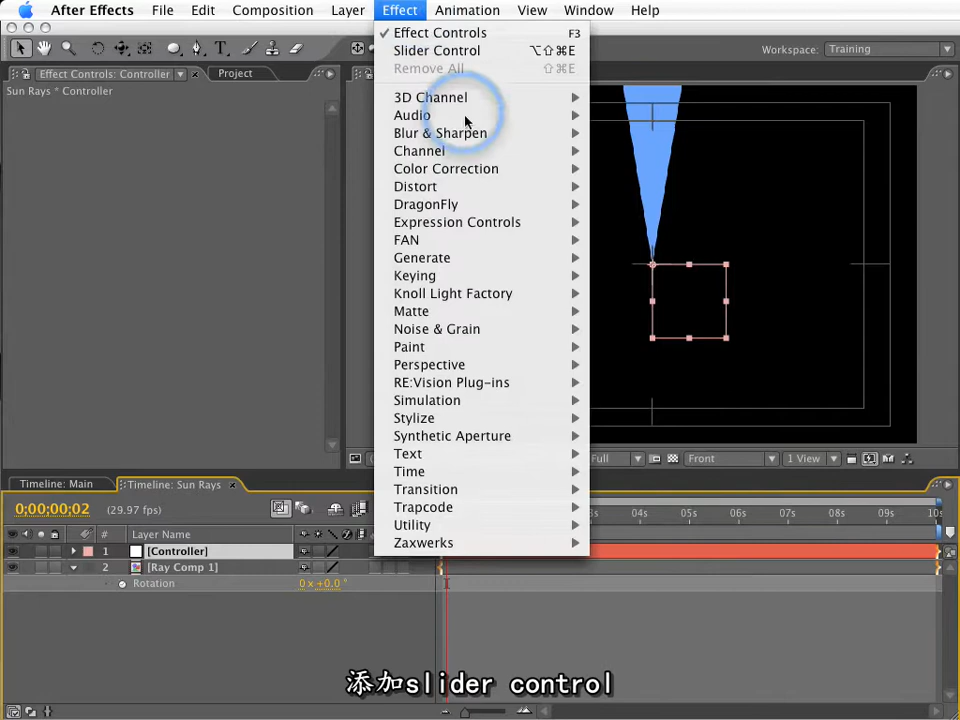 After Effects File Edit Composition Layer Effect Animation View Window Help
Workspace: Training
Effect Controls: Controller Project
Sun Rays * Controller
✓ Effect Controls F3
Slider Control ⌥⇧⌘E
Remove All ⇧⌘E
3D Channel
Audio
Blur & Sharpen
Channel
Color Correction
Distort
DragonFly
Expression Controls
FAN
Generate
Keying
Knoll Light Factory
Matte
Noise & Grain
Paint
Perspective
RE:Vision Plug-ins
Simulation
Stylize
Synthetic Aperture
Text
Time
Transition
Trapcode
Utility
Zaxwerks
Full Front 1 View
Timeline: Main Timeline: Sun Rays
0;00;00;02 (29.97 fps)
04s 05s 06s 07s 08s 09s 10s
# Layer Name
1 [Controller]
2 [Ray Comp 1]
Rotation 0 x +0.0 °
添加slider control